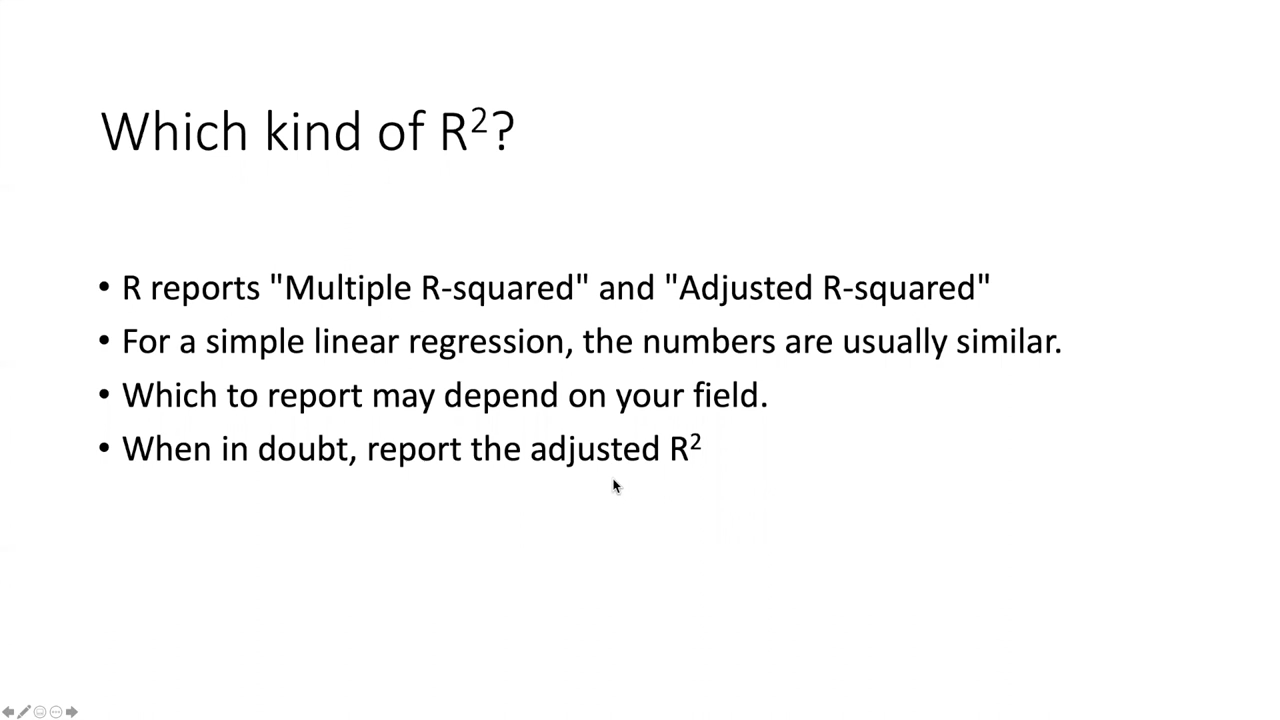 Which kind of R²?
• R reports "Multiple R-squared" and "Adjusted R-squared"
• For a simple linear regression, the numbers are usually similar.
• Which to report may depend on your field.
• When in doubt, report the adjusted R²